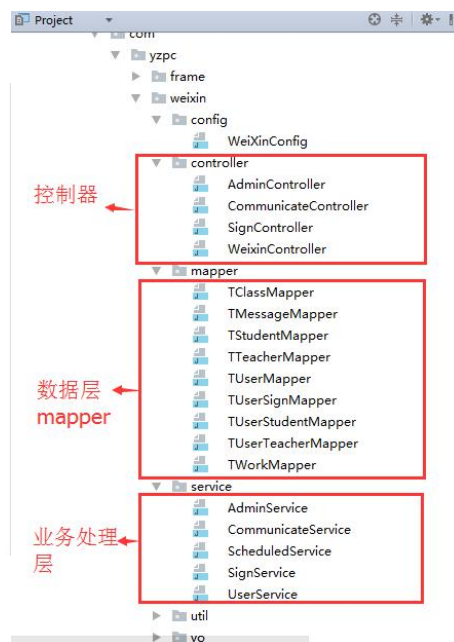 Project
com
yzpc
frame
weixin
config
WeiXinConfig
controller
AdminController
控制器
CommunicateController
SignController
WeixinController
mapper
TClassMapper
TMessageMapper
TStudentMapper
TTeacherMapper
数据层
mapper
TUserMapper
TUserSignMapper
TUserStudentMapper
TUserTeacherMapper
TWorkMapper
service
AdminService
业务处理
层
CommunicateService
ScheduledService
SignService
UserService
util
vo